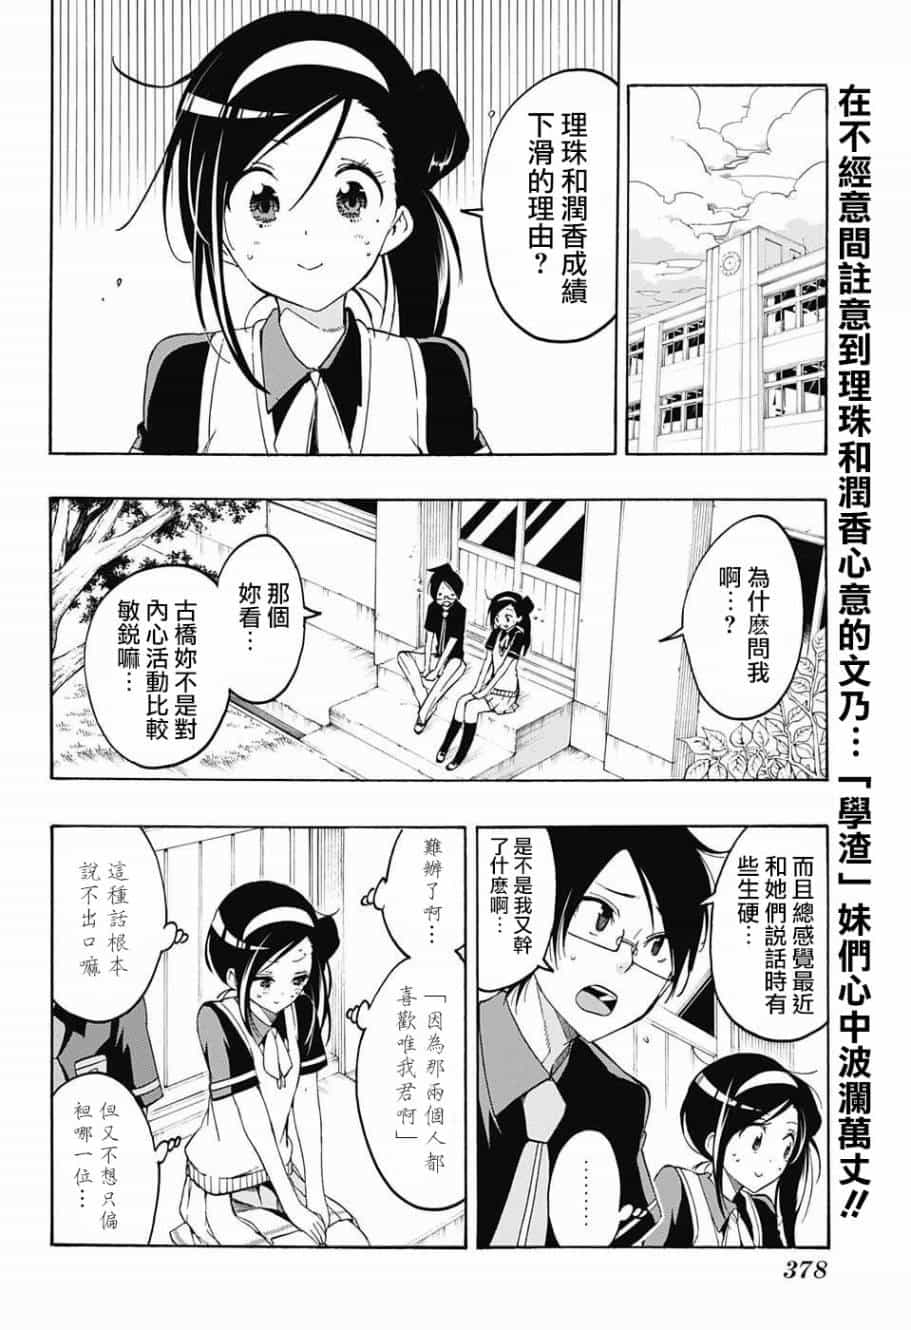 在不經意間註意到理珠和潤香心意的文乃…「學渣」妹們心中波瀾萬丈!!
理珠和潤香成績
下滑的理由?
為什麽問我
啊…?
那個
妳看…
古橋妳不是對
內心活動比較
敏鋭嘛…
而且總感覺最近
和她們説話時有
些生硬…
是不是我又幹
了什麽啊…
……
難辦了啊…
「因為那兩個人都
喜歡唯我君啊」
這種話根本
說不出口嘛
但又不想只偏
袒哪一位…
378